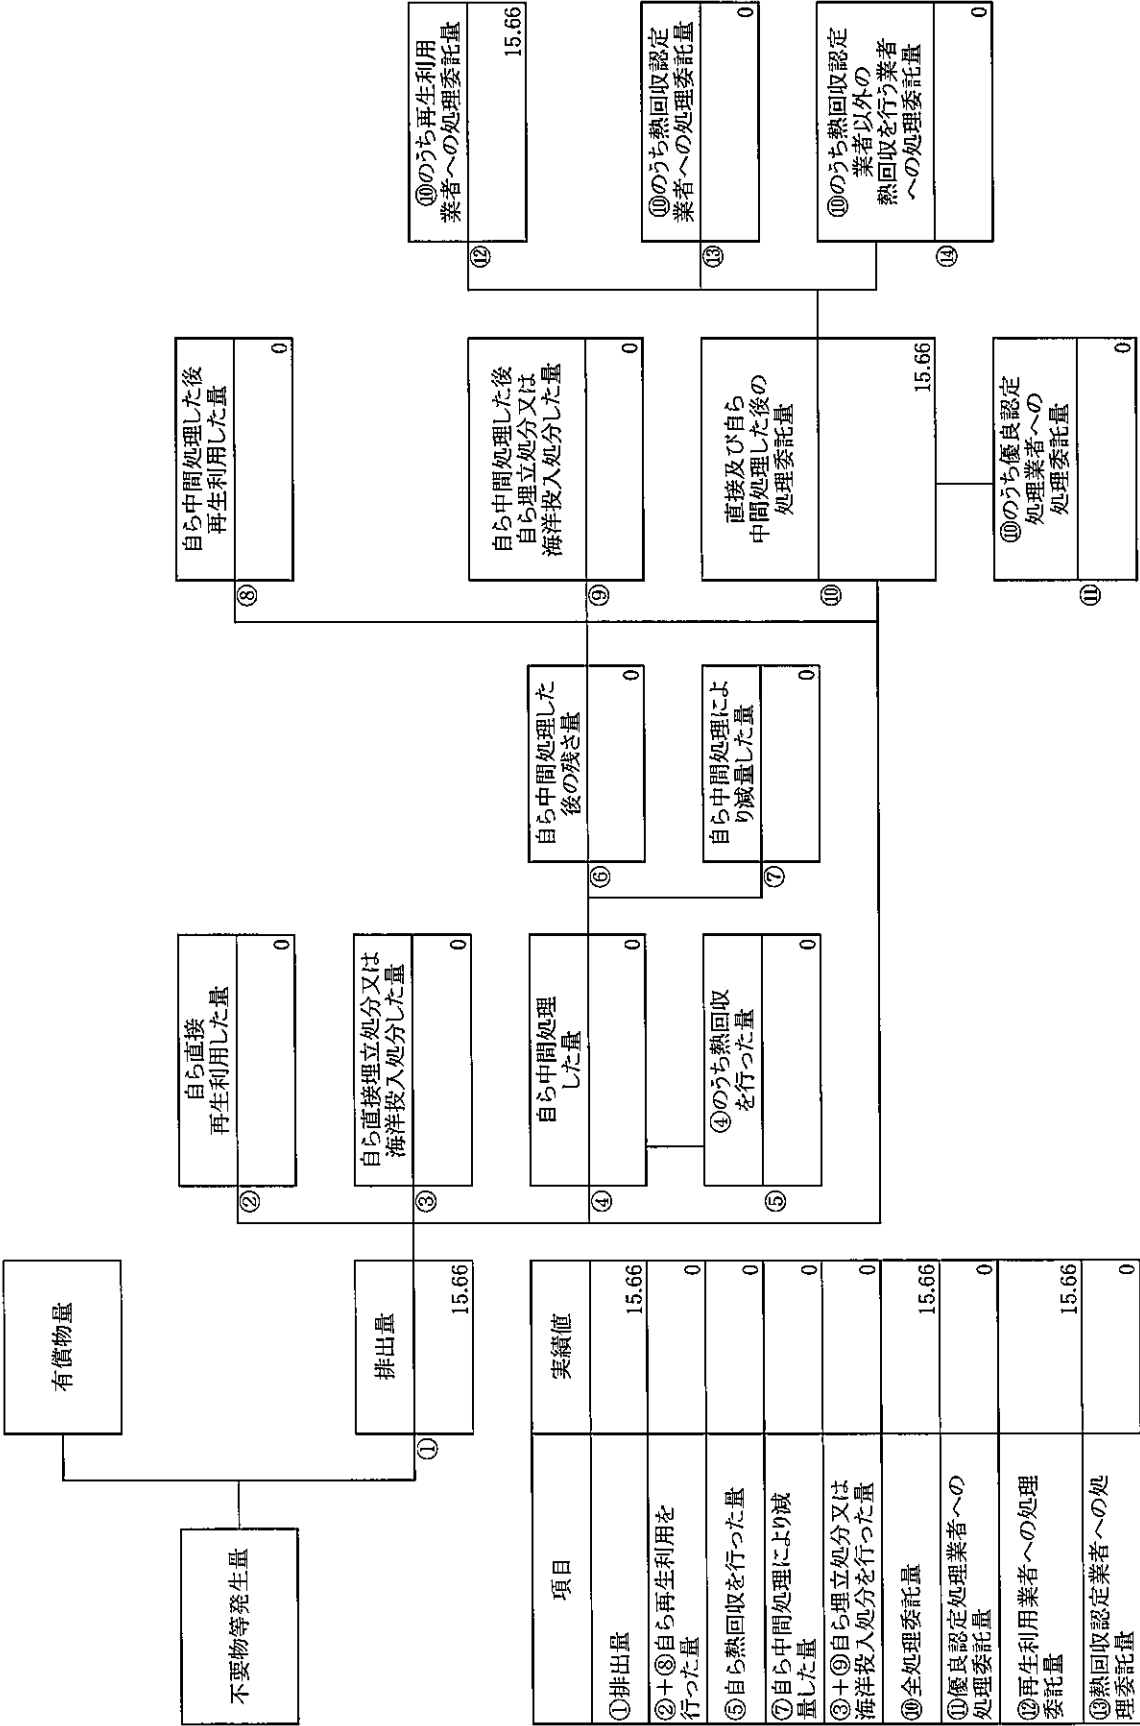 不要物等発生量
有償物量
排出量
①
15.66
自ら直接
再生利用した量
②
0
自ら直接埋立処分又は
海洋投入処分した量
③
0
自ら中間処理
した量
④
0
④のうち熱回収
を行った量
⑤
0
自ら中間処理した
後の残さ量
⑥
0
自ら中間処理によ
り減量した量
⑦
0
自ら中間処理した後
再生利用した量
⑧
0
自ら中間処理した後
自ら埋立処分又は
海洋投入処分した量
⑨
0
直接及び自ら
中間処理した後の
処理委託量
⑩
15.66
⑩のうち優良認定
処理業者への
処理委託量
⑪
0
⑩のうち再生利用
業者への処理委託量
⑫
15.66
⑩のうち熱回収認定
業者への処理委託量
⑬
0
⑩のうち熱回収認定
業者以外の
熱回収を行う業者
への処理委託量
⑭
0
項目 実績値
①排出量 15.66
②+⑧自ら再生利用を
行った量 0
⑤自ら熱回収を行った量 0
⑦自ら中間処理により減
量した量 0
③+⑨自ら埋立処分又は
海洋投入処分を行った量 0
⑩全処理委託量 15.66
⑪優良認定処理業者への
処理委託量 0
⑫再生利用業者への処理
委託量 15.66
⑬熱回収認定業者への処
理委託量 0